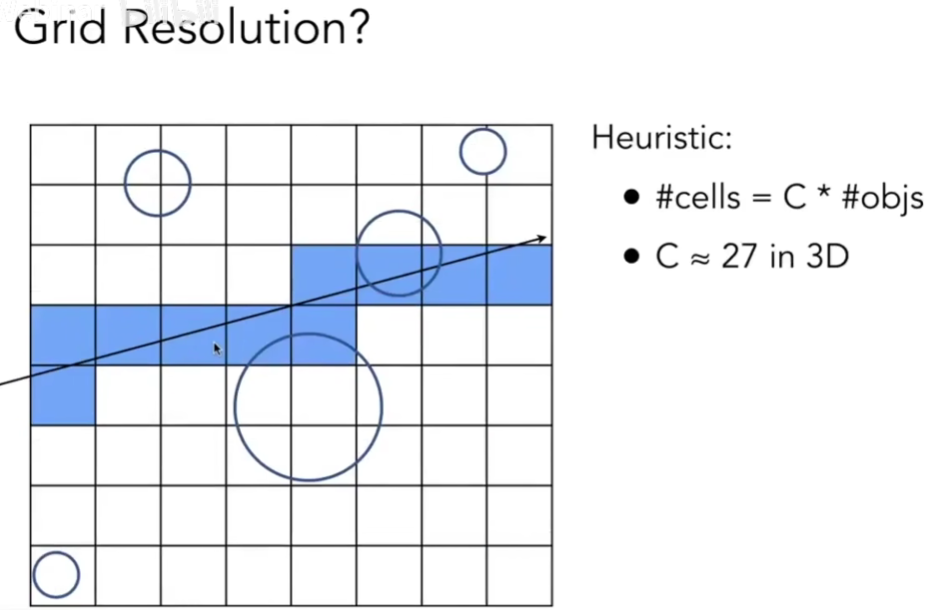 Grid Resolution?
Heuristic:
● #cells = C * #objs
● C ≈ 27 in 3D